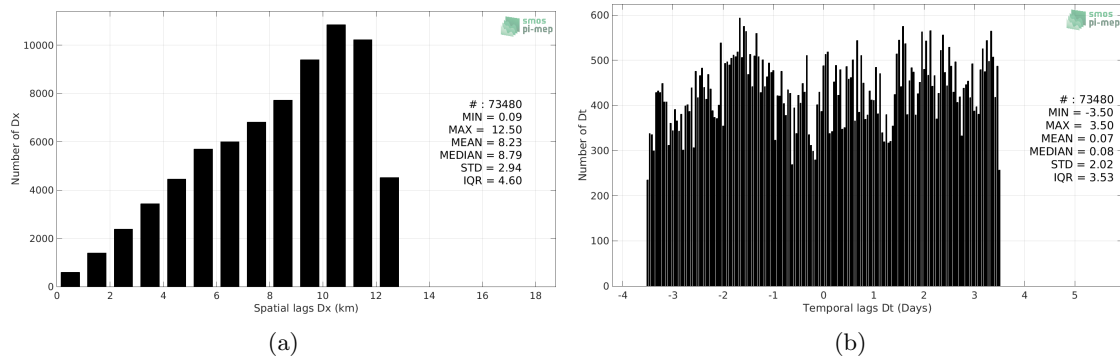 smos
pi-mep
Number of Dx
10000
8000
6000
4000
2000
0
0 2 4 6 8 10 12 14 16 18
Spatial lags Dx (km)
# : 73480
MIN = 0.09
MAX = 12.50
MEAN = 8.23
MEDIAN = 8.79
STD = 2.94
IQR = 4.60
(a)
smos
pi-mep
Number of Dt
600
500
400
300
200
100
0
-4 -3 -2 -1 0 1 2 3 4 5
Temporal lags Dt (Days)
# : 73480
MIN = -3.50
MAX = 3.50
MEAN = 0.07
MEDIAN = 0.08
STD = 2.02
IQR = 3.53
(b)